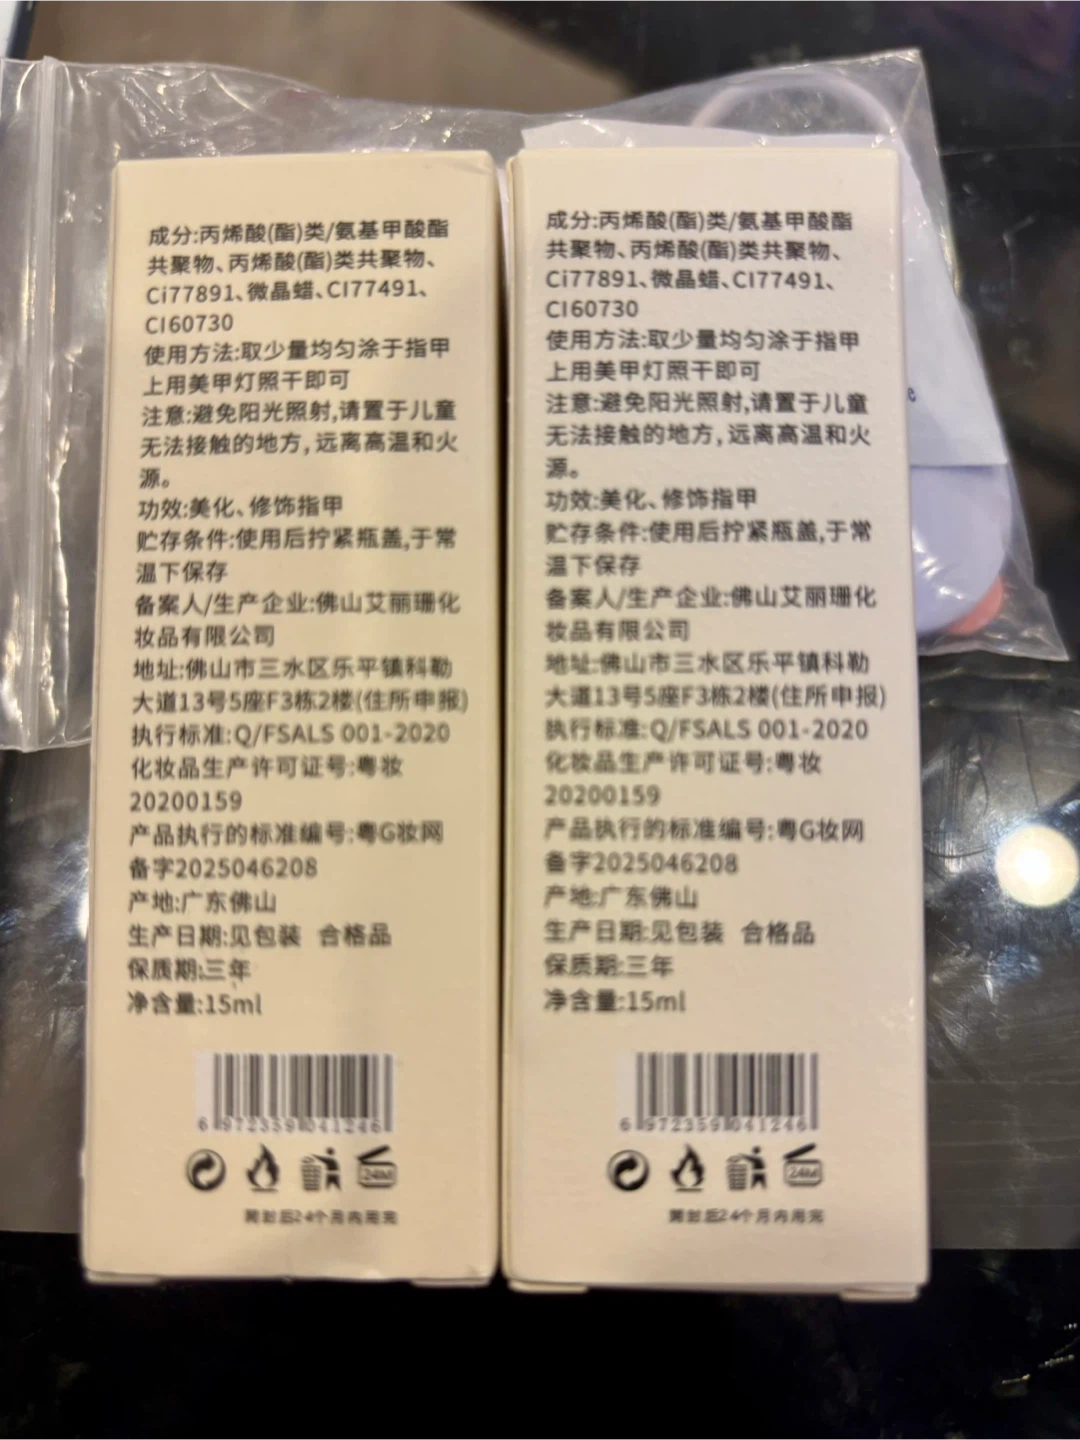 成分:丙烯酸(酯)类/氨基甲酸酯
共聚物、丙烯酸(酯)类共聚物、
Ci77891、微晶蜡、CI77491、
CI60730
使用方法:取少量均匀涂于指甲
上用美甲灯照干即可
注意:避免阳光照射,请置于儿童
无法接触的地方,远离高温和火
源。
功效:美化、修饰指甲
贮存条件:使用后拧紧瓶盖,于常
温下保存
备案人/生产企业:佛山艾丽珊化
妆品有限公司
地址:佛山市三水区乐平镇科勒
大道13号5座F3栋2楼(住所申报)
执行标准:Q/FSALS 001-2020
化妆品生产许可证号:粤妆
20200159
产品执行的标准编号:粤G妆网
备字2025046208
产地:广东佛山
生产日期:见包装 合格品
保质期:三年
净含量:15ml
6 972359 041246
24M
開封后24个月内用完
成分:丙烯酸(酯)类/氨基甲酸酯
共聚物、丙烯酸(酯)类共聚物、
Ci77891、微晶蜡、CI77491、
CI60730
使用方法:取少量均匀涂于指甲
上用美甲灯照干即可
注意:避免阳光照射,请置于儿童
无法接触的地方,远离高温和火
源。
功效:美化、修饰指甲
贮存条件:使用后拧紧瓶盖,于常
温下保存
备案人/生产企业:佛山艾丽珊化
妆品有限公司
地址:佛山市三水区乐平镇科勒
大道13号5座F3栋2楼(住所申报)
执行标准:Q/FSALS 001-2020
化妆品生产许可证号:粤妆
20200159
产品执行的标准编号:粤G妆网
备字2025046208
产地:广东佛山
生产日期:见包装 合格品
保质期:三年
净含量:15ml
6 972359 041246
24M
開封后24个月内用完